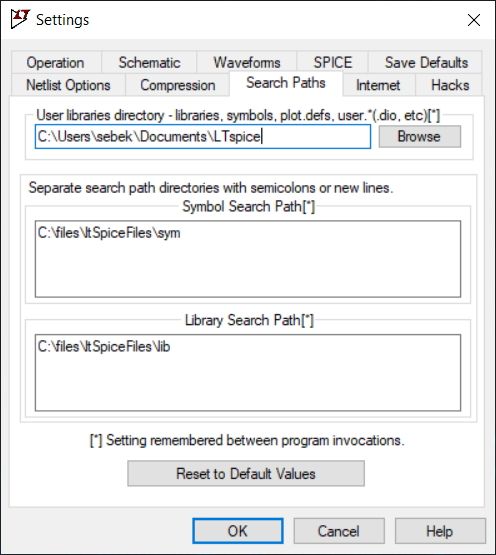 Settings
Operation Schematic Waveforms SPICE Save Defaults
Netlist Options Compression Search Paths Internet Hacks
User libraries directory - libraries, symbols, plot.defs, user.*(.dio, etc)[*]
C:\Users\sebek\Documents\LTspice Browse
Separate search path directories with semicolons or new lines.
Symbol Search Path[*]
C:\files\ltSpiceFiles\sym
Library Search Path[*]
C:\files\ltSpiceFiles\lib
[*] Setting remembered between program invocations.
Reset to Default Values
OK Cancel Help